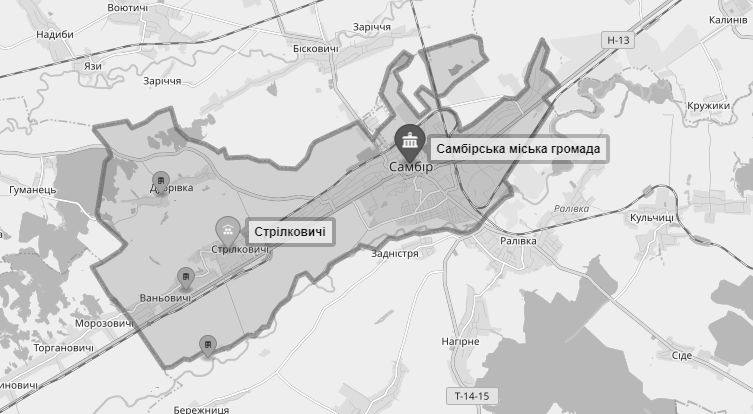 Воютичі
Надиби
Язи
Заріччя
Бісковичі
Заріччя
Н-13
Калинів
Кружики
Самбірська міська громада
Самбір
Гуманець
Дубрівка
Стрілковичі
Стрілковичі
Ралівка
Кульчиці
Ралівка
Задністря
Ваньовичі
Морозовичі
Торгановичі
Нагірне
Сіде
Т-14-15
Бережниця